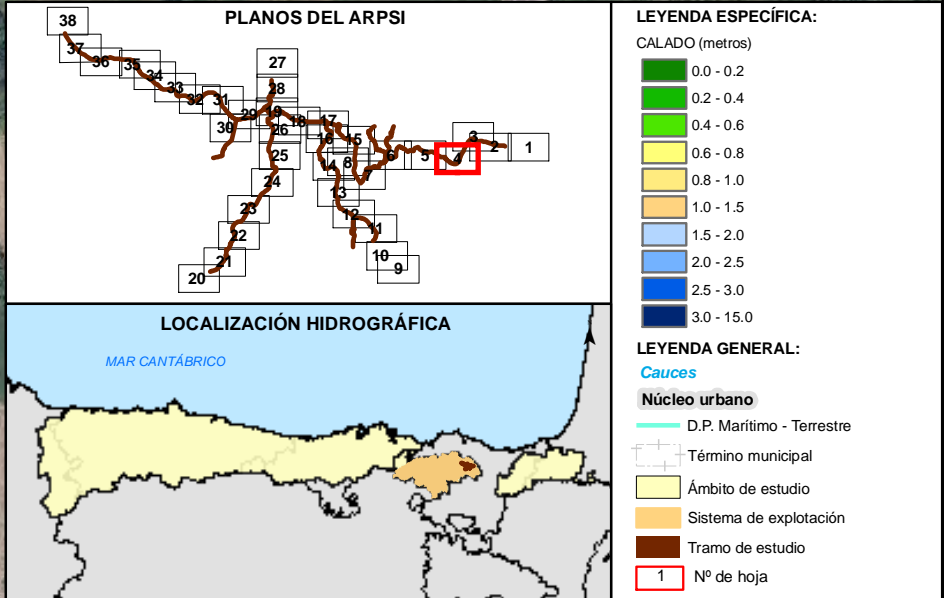 PLANOS DEL ARPSI
38
37
36
35
34
33
32
31
30
29
27
28
19
18
26
25
24
23
22
21
20
17
16
15
14
8
7
13
12
11
10
9
6
5
4
3
2
1
LOCALIZACIÓN HIDROGRÁFICA
MAR CANTÁBRICO
LEYENDA ESPECÍFICA:
CALADO (metros)
0.0 - 0.2
0.2 - 0.4
0.4 - 0.6
0.6 - 0.8
0.8 - 1.0
1.0 - 1.5
1.5 - 2.0
2.0 - 2.5
2.5 - 3.0
3.0 - 15.0
LEYENDA GENERAL:
Cauces
Núcleo urbano
D.P. Marítimo - Terrestre
Término municipal
Ámbito de estudio
Sistema de explotación
Tramo de estudio
1 Nº de hoja